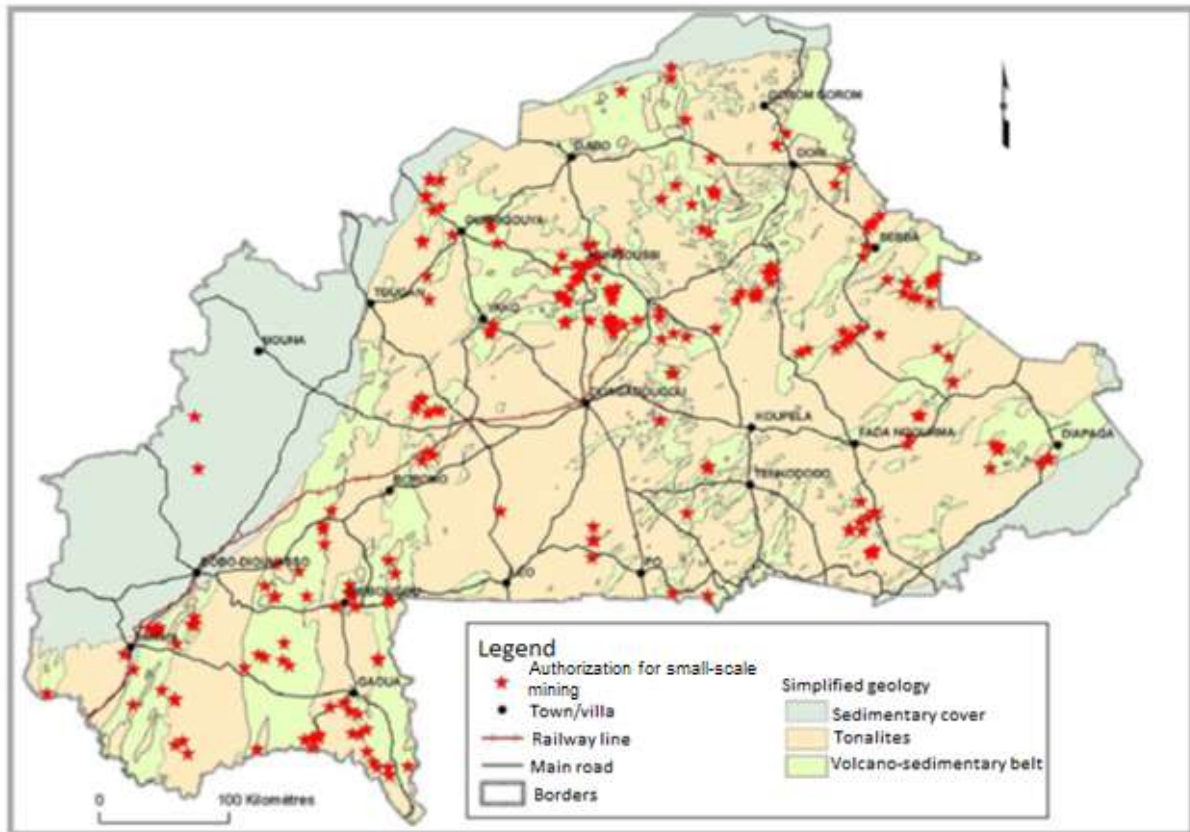 GOROM GOROM
DJIBO
DORI
OUAHIGOUYA
SEBBA
KONGOUSSI
TOUGAN
YAKO
NOUNA
OUAGADOUGOU
KOUPELA
FADA NGOURMA
DIAPAGA
TENKODOGO
BOROMO
BOBO-DIOULASSO
LEO
PO
GAOUA
Legend
Authorization for small-scale
mining
Town/villa
Railway line
Main road
Borders
Simplified geology
Sedimentary cover
Tonalites
Volcano-sedimentary belt
0 100 Kilomètres